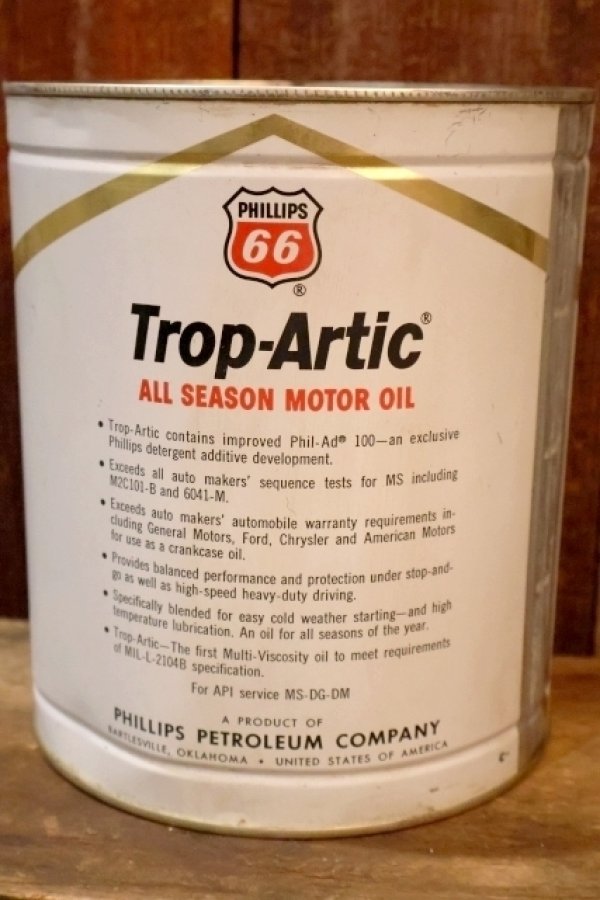 PHILLIPS
66
®
Trop-Artic®
ALL SEASON MOTOR OIL
• Trop-Artic contains improved Phil-Ad® 100—an exclusive
Phillips detergent additive development.
• Exceeds all auto makers' sequence tests for MS including
M2C101-B and 6041-M.
• Exceeds auto makers' automobile warranty requirements in-
cluding General Motors, Ford, Chrysler and American Motors
for use as a crankcase oil.
• Provides balanced performance and protection under stop-and-
go as well as high-speed heavy-duty driving.
• Specifically blended for easy cold weather starting—and high
temperature lubrication. An oil for all seasons of the year.
• Trop-Artic—The first Multi-Viscosity oil to meet requirements
of MIL-L-2104B specification.
For API service MS-DG-DM
A PRODUCT OF
PHILLIPS PETROLEUM COMPANY
BARTLESVILLE, OKLAHOMA • UNITED STATES OF AMERICA